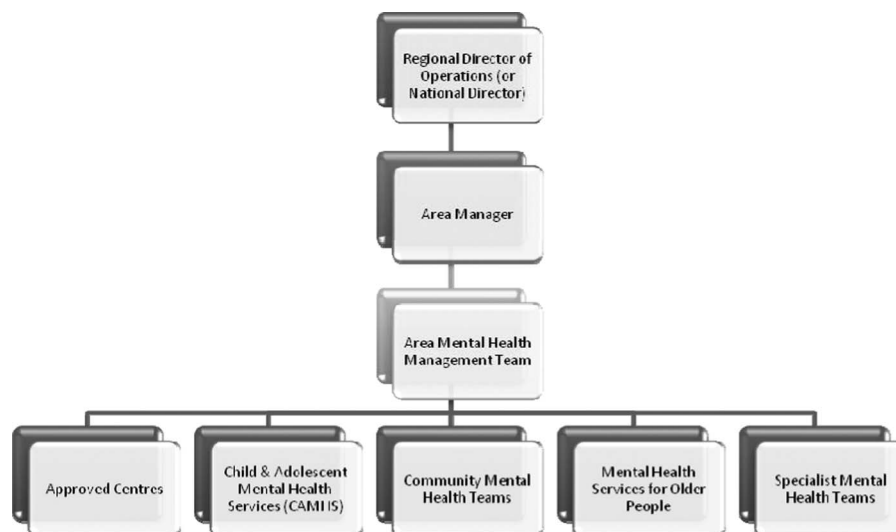 Regional Director of
Operations (or
National Director)
Area Manager
Area Mental Health
Management Team
Approved Centres
Child & Adolescent
Mental Health
Services (CAMHS)
Community Mental
Health Teams
Mental Health
Services for Older
People
Specialist Mental
Health Teams